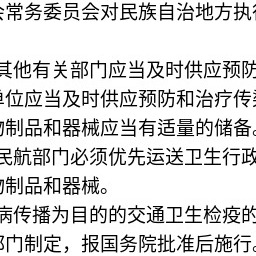 会常务委员会对民族自治地方执行
其他有关部门应当及时供应预防
单位应当及时供应预防和治疗传染
物制品和器械应当有适量的储备。
民航部门必须优先运送卫生行政
物制品和器械。
病传播为目的的交通卫生检疫的
部门制定，报国务院批准后施行。